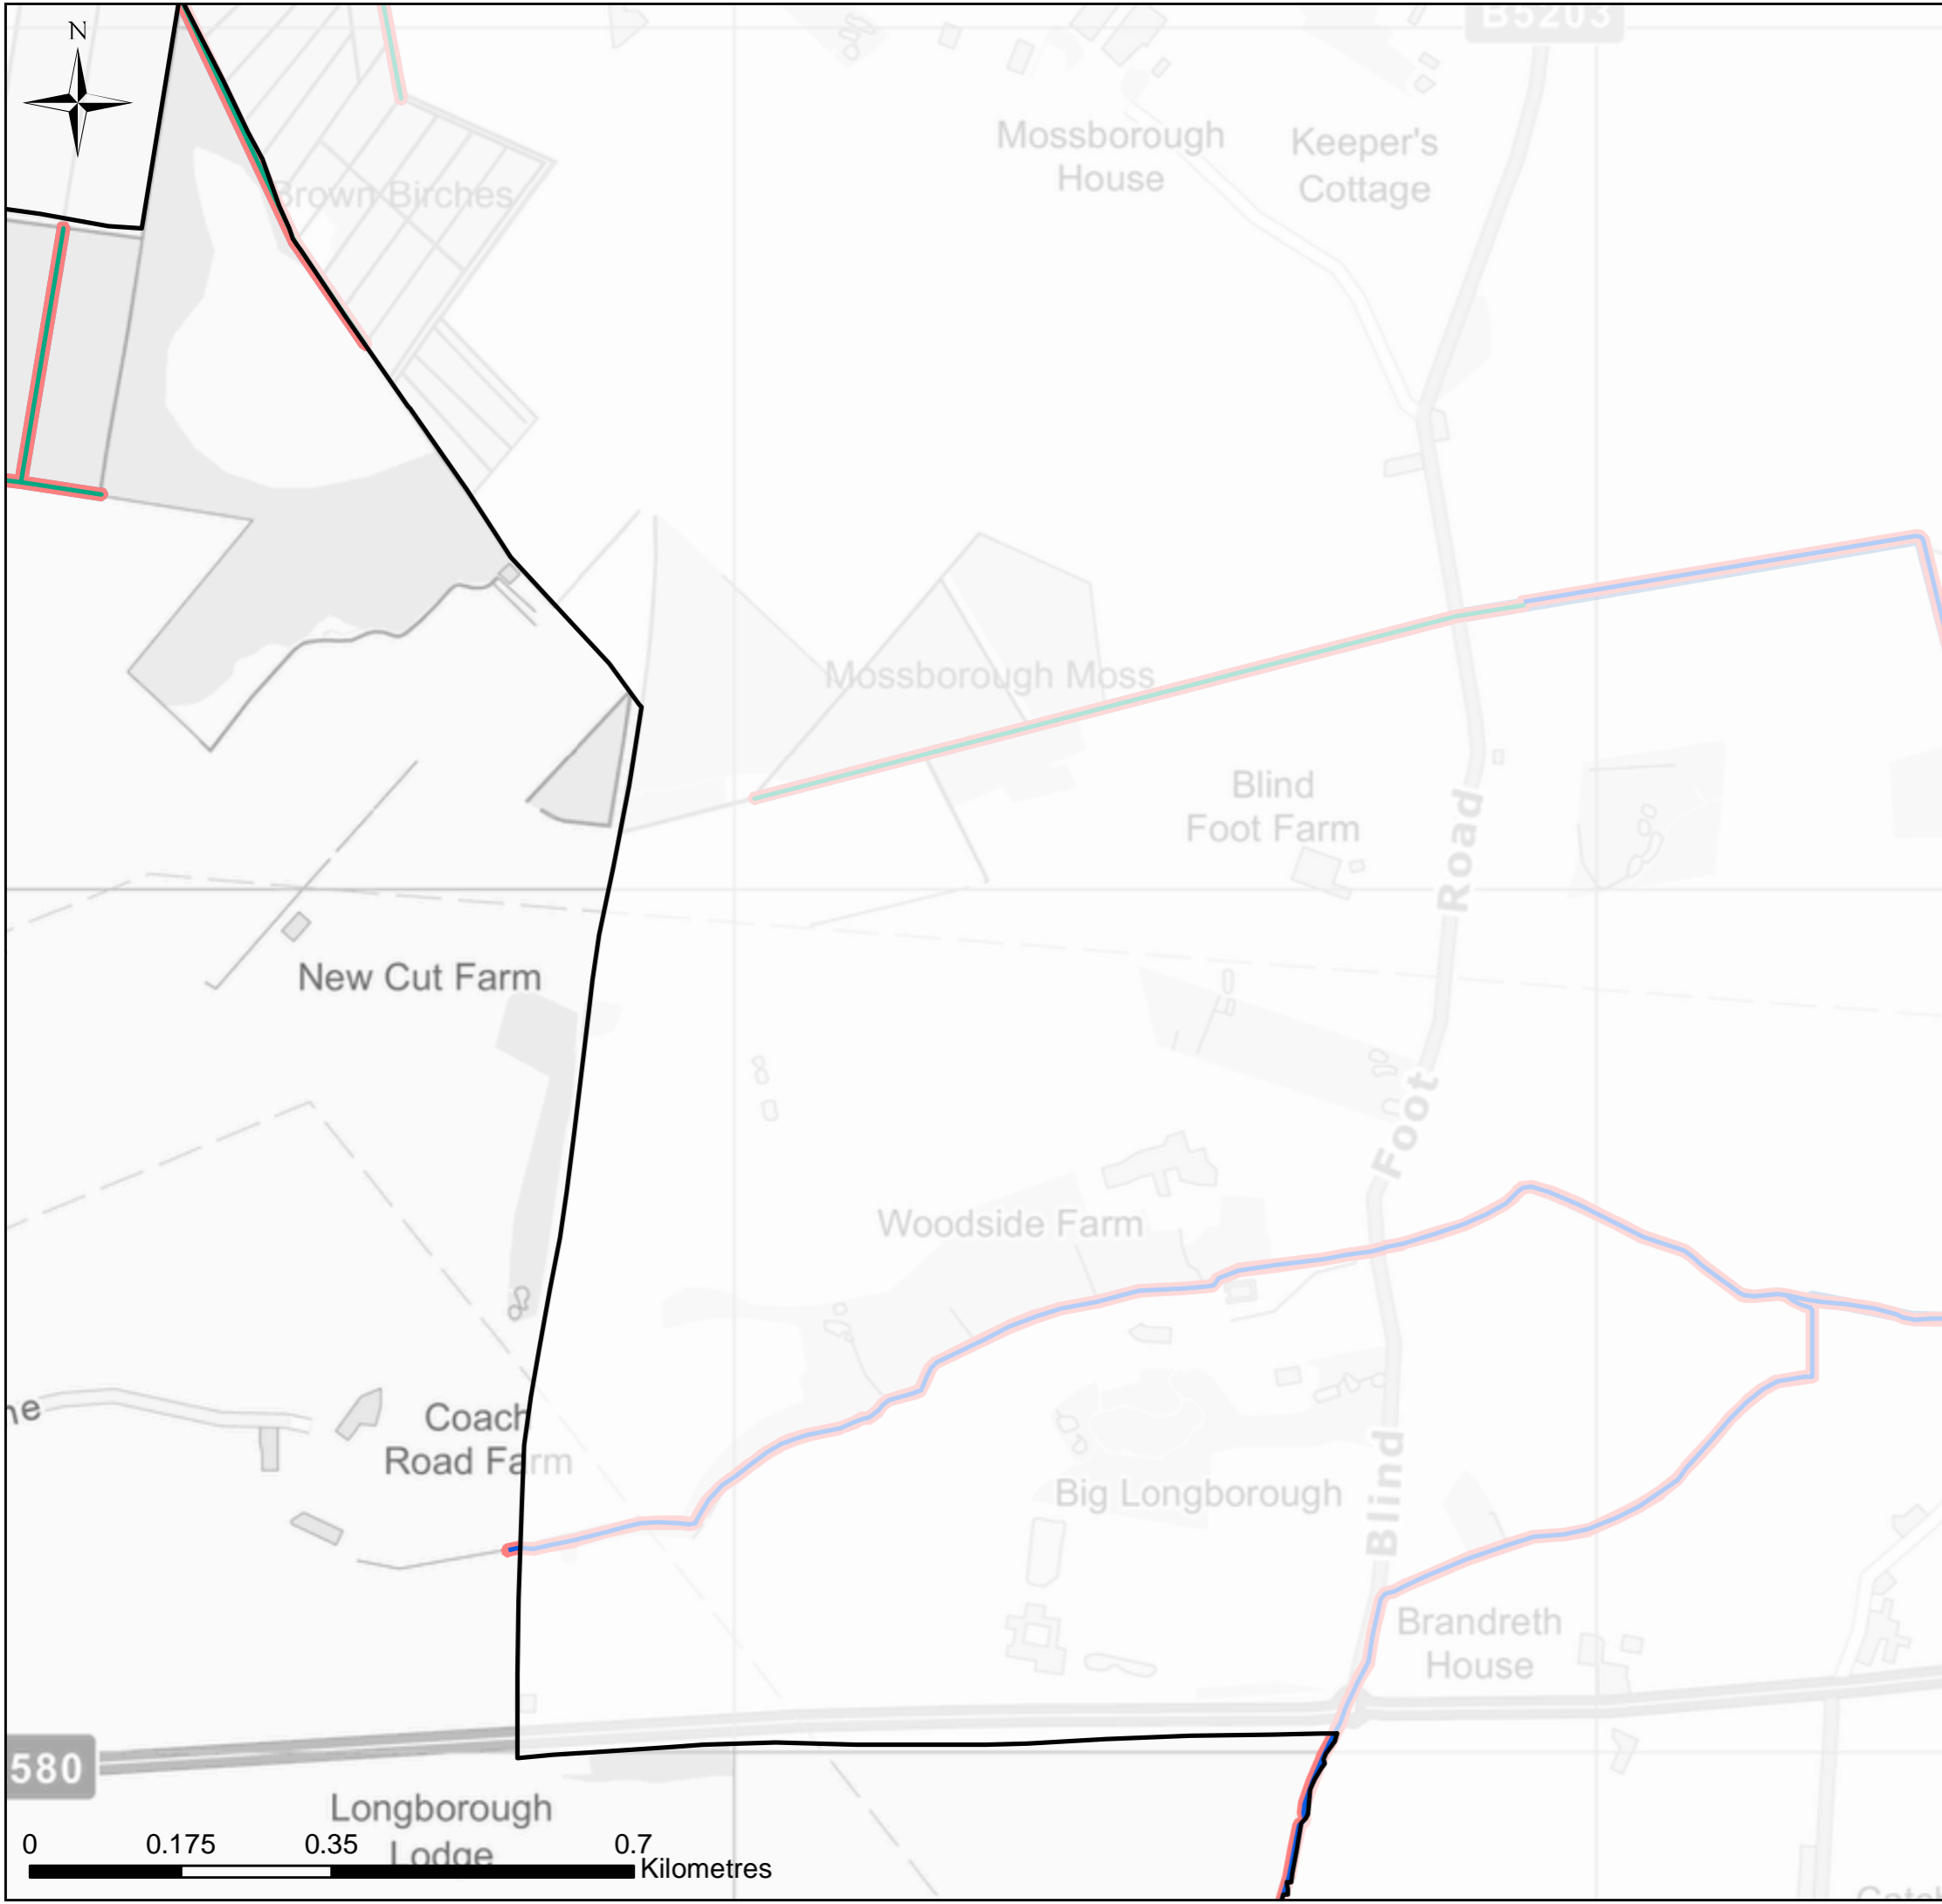 N
B5203
Mossborough
House
Keeper's
Cottage
Brown Birches
Mossborough Moss
Blind
Foot Farm
Blind Foot Road
New Cut Farm
Woodside Farm
Coach
Road Farm
ne
Big Longborough
Brandreth
House
580
Longborough
Lodge
0 0.175 0.35 0.7
Kilometres